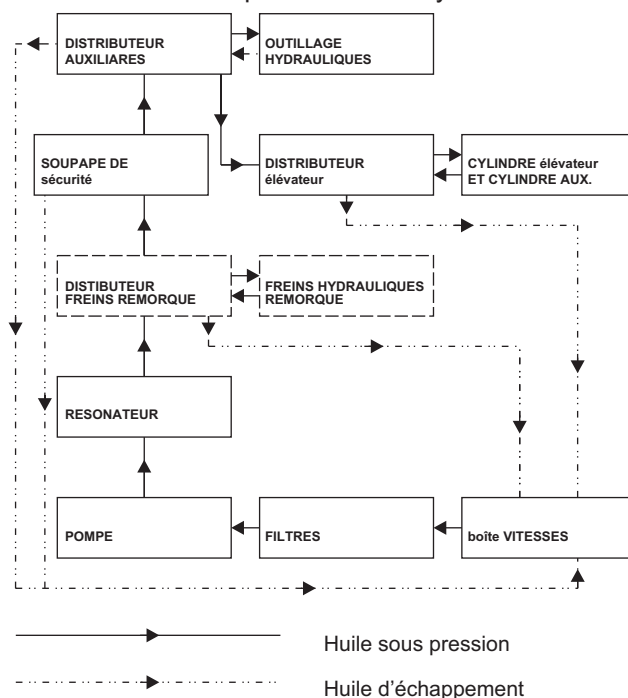 DISTRIBUTEUR
AUXILIARES
OUTILLAGE
HYDRAULIQUES
SOUPAPE DE
sécurité
DISTRIBUTEUR
élévateur
CYLINDRE élévateur
ET CYLINDRE AUX.
DISTIBUTEUR
FREINS REMORQUE
FREINS HYDRAULIQUES
REMORQUE
RESONATEUR
POMPE
FILTRES
boîte VITESSES
Huile sous pression
Huile d'échappement